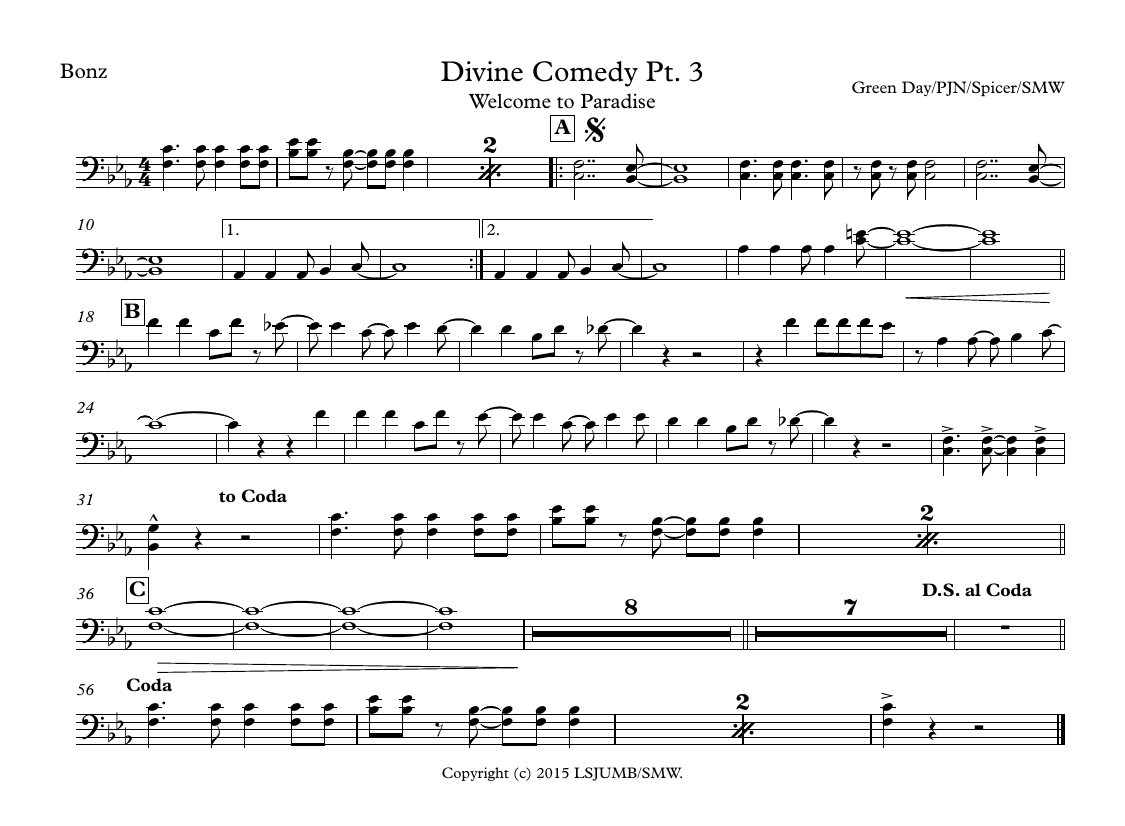 Bonz
Divine Comedy Pt. 3
Welcome to Paradise
Green Day/PJN/Spicer/SMW
A
4
4
2
10
1.
2.
18
B
24
31
to Coda
2
36
C
8
7
D.S. al Coda
56
Coda
2
Copyright (c) 2015 LSJUMB/SMW.